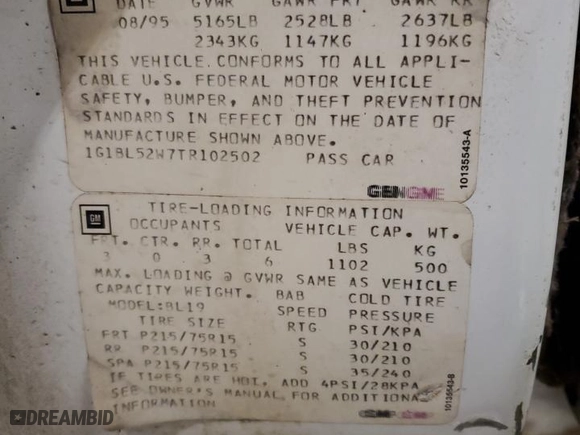 DATE GVWR GAWR FRT GAWR RR
08/95 5165LB 2528LB 2637LB
2343KG 1147KG 1196KG
THIS VEHICLE CONFORMS TO ALL APPLI-
CABLE U.S. FEDERAL MOTOR VEHICLE
SAFETY, BUMPER, AND THEFT PREVENTION
STANDARDS IN EFFECT ON THE DATE OF
MANUFACTURE SHOWN ABOVE.
1G1BL52W7TR102502 PASS CAR
10135543-A
GM
TIRE-LOADING INFORMATION
OCCUPANTS VEHICLE CAP. WT.
FRT. CTR. RR. TOTAL LBS KG
3 0 3 6 1102 500
MAX. LOADING @ GVWR SAME AS VEHICLE
CAPACITY WEIGHT. BAB COLD TIRE
MODEL:BL19 SPEED PRESSURE
TIRE SIZE RTG PSI/KPA
FRT P215/75R15 S 30/210
RR P215/75R15 S 30/210
SPA P215/75R15 S 35/240
IF TIRES ARE HOT, ADD 4PSI/28KPA
SEE OWNER'S MANUAL FOR ADDITIONAL
INFORMATION
10135543-B
DREAMBID